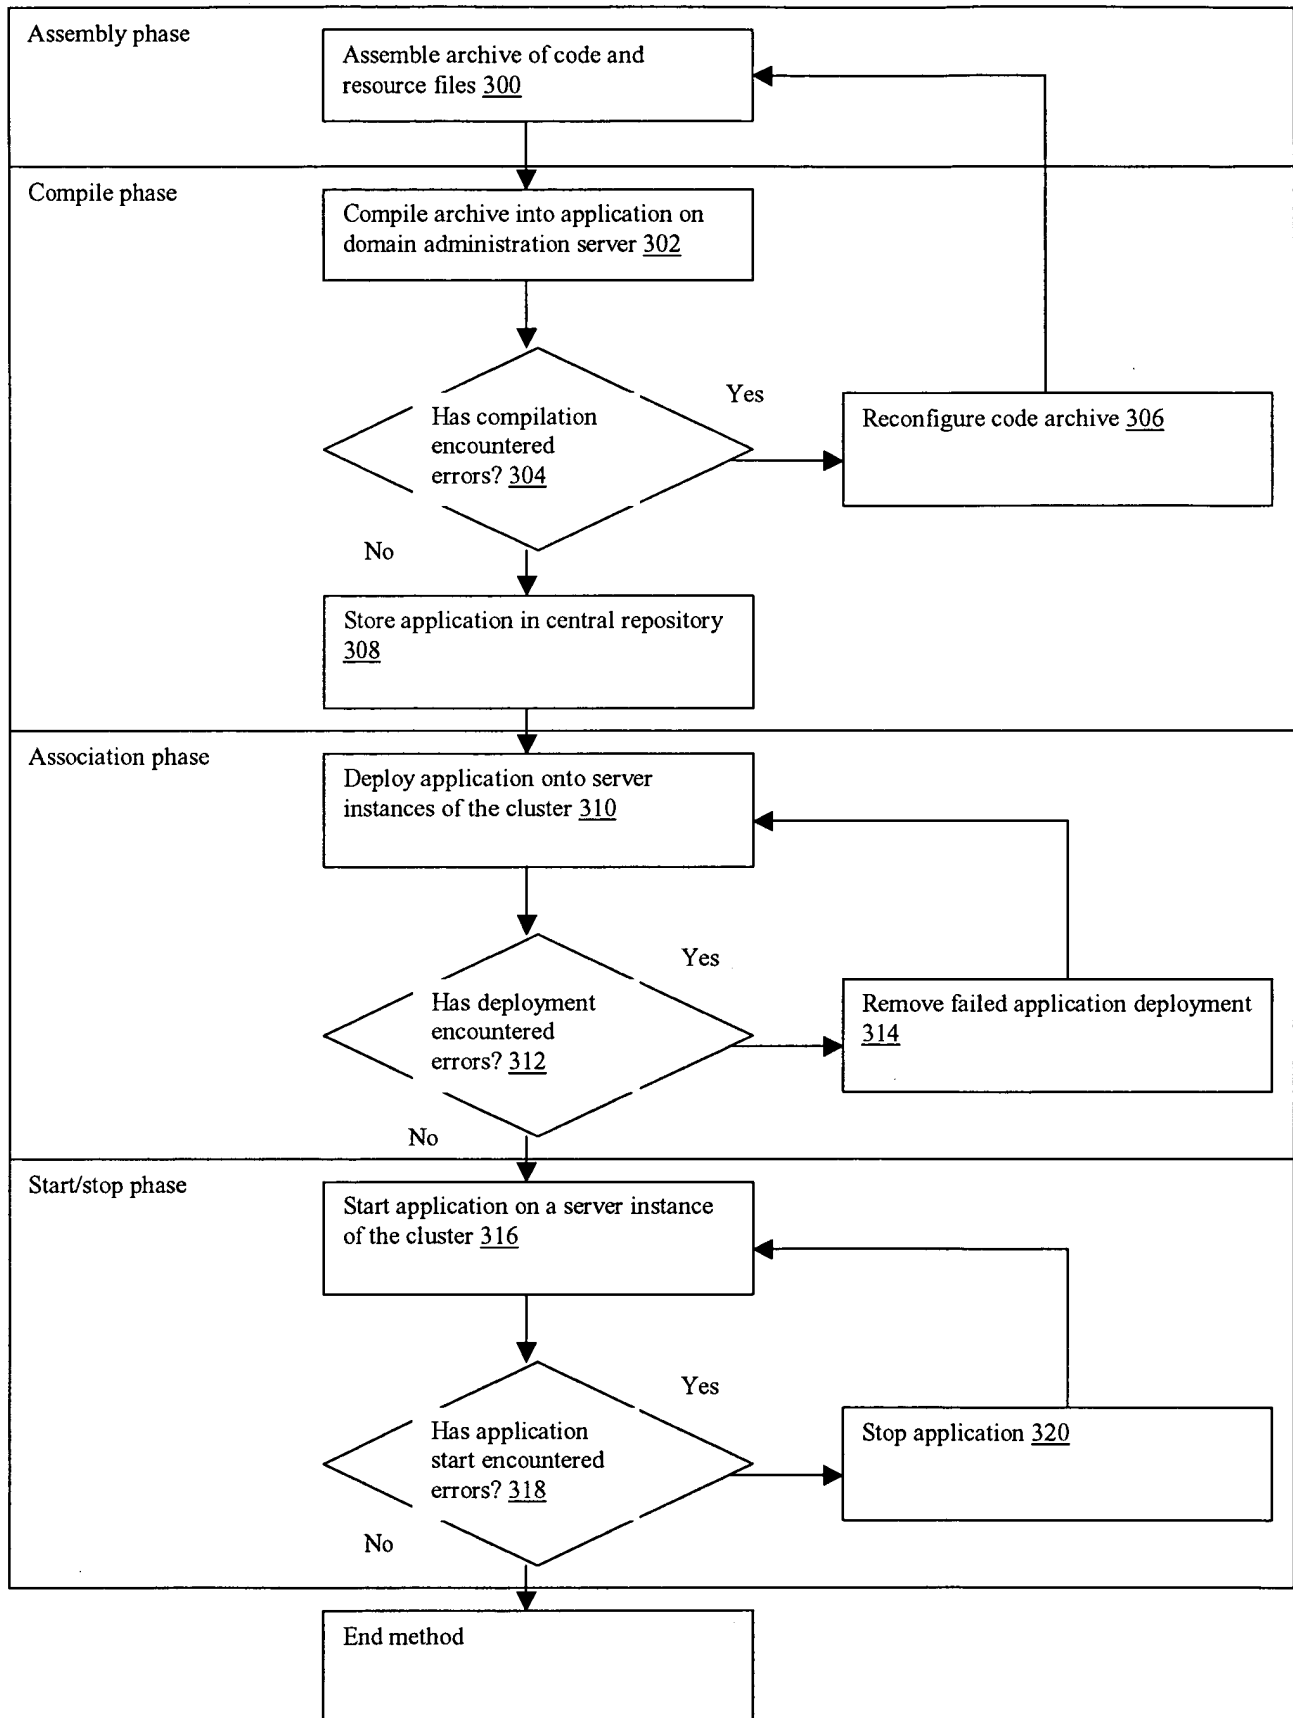 Assembly phase
Assemble archive of code and
resource files 300
Compile phase
Compile archive into application on
domain administration server 302
Has compilation
encountered
errors? 304
Yes
Reconfigure code archive 306
No
Store application in central repository
308
Association phase
Deploy application onto server
instances of the cluster 310
Has deployment
encountered
errors? 312
Yes
Remove failed application deployment
314
No
Start/stop phase
Start application on a server instance
of the cluster 316
Has application
start encountered
errors? 318
Yes
Stop application 320
No
End method